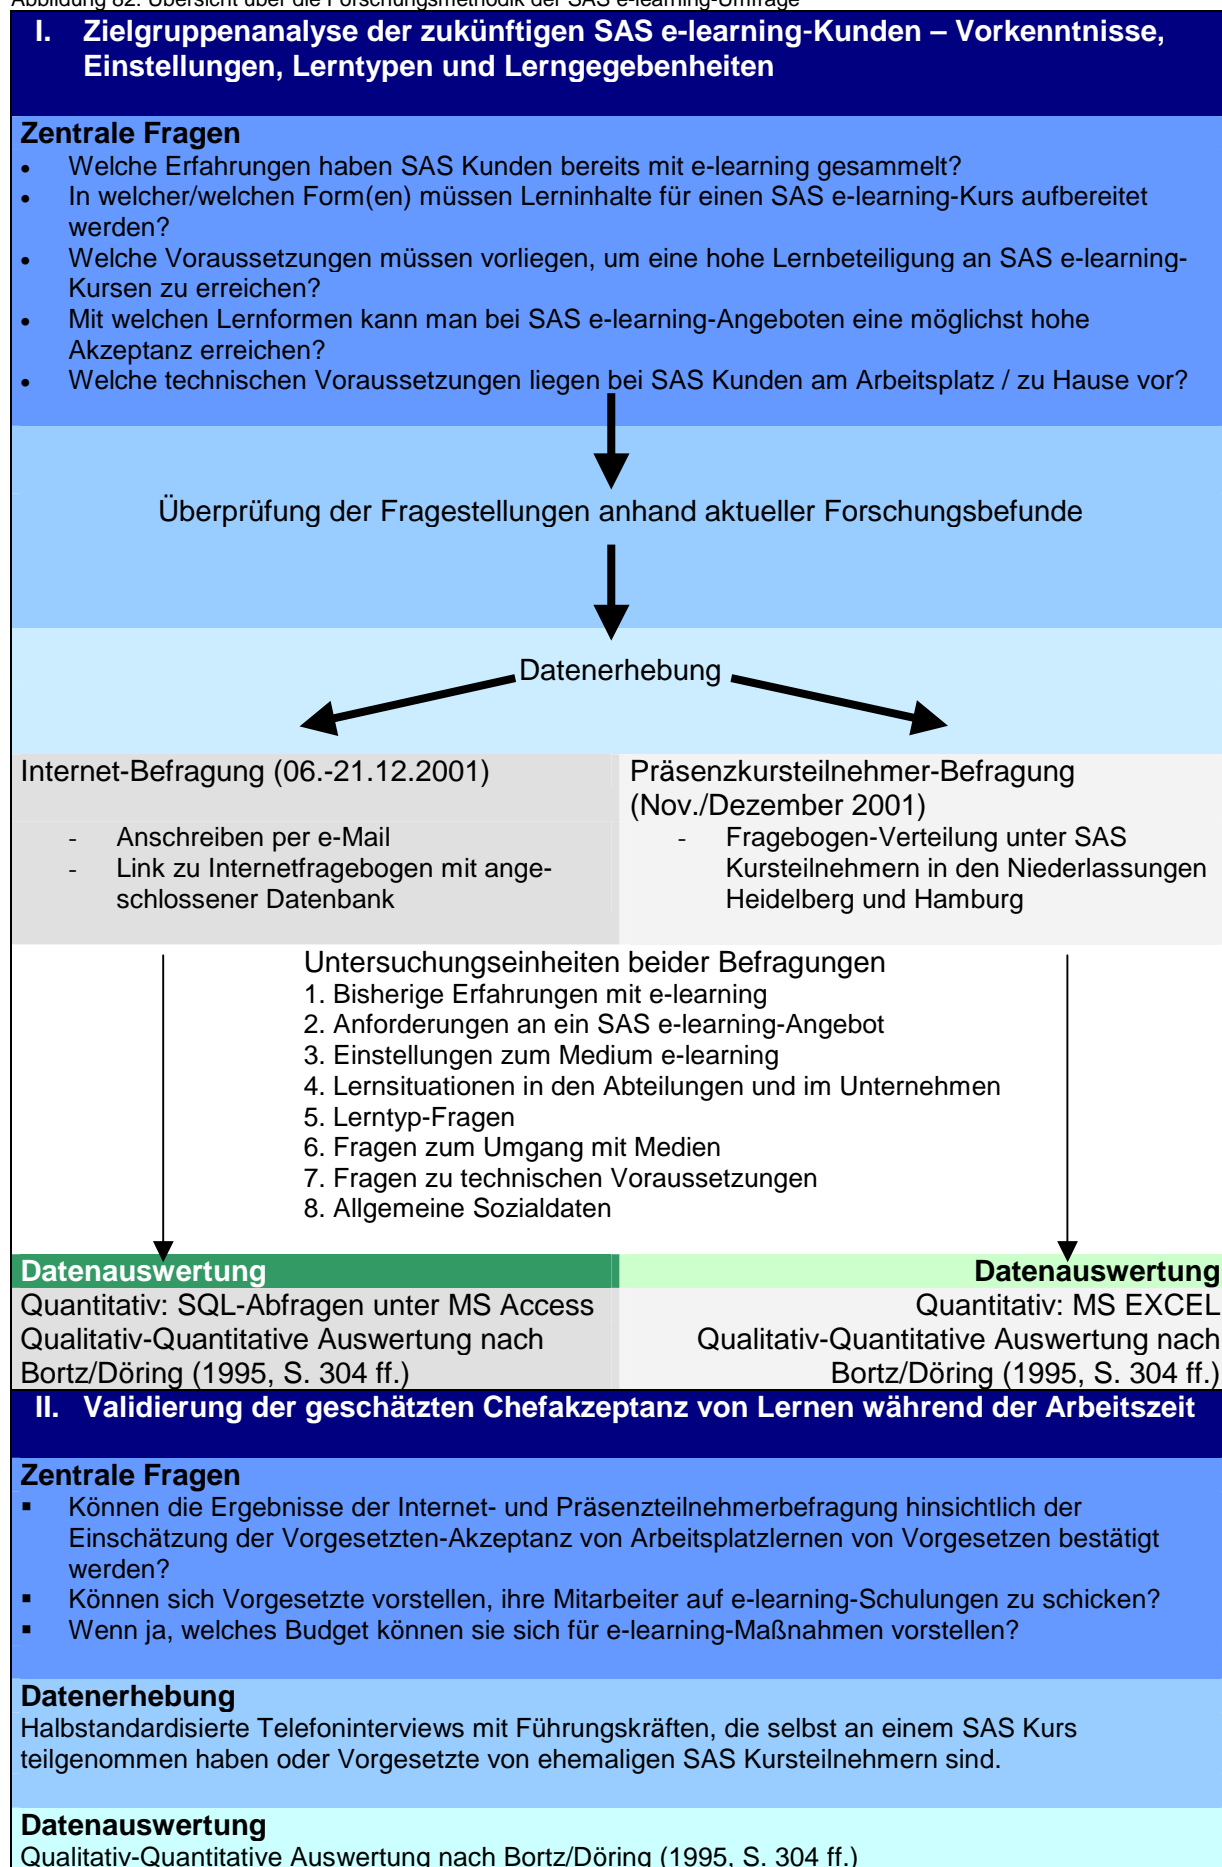 Abbildung 82: Übersicht über die Forschungsmethodik der SAS e-learning-Umfrage
I. Zielgruppenanalyse der zukünftigen SAS e-learning-Kunden – Vorkenntnisse,
Einstellungen, Lerntypen und Lerngegebenheiten
Zentrale Fragen
• Welche Erfahrungen haben SAS Kunden bereits mit e-learning gesammelt?
• In welcher/welchen Form(en) müssen Lerninhalte für einen SAS e-learning-Kurs aufbereitet
werden?
• Welche Voraussetzungen müssen vorliegen, um eine hohe Lernbeteiligung an SAS e-learning-
Kursen zu erreichen?
• Mit welchen Lernformen kann man bei SAS e-learning-Angeboten eine möglichst hohe
Akzeptanz erreichen?
• Welche technischen Voraussetzungen liegen bei SAS Kunden am Arbeitsplatz / zu Hause vor?
Überprüfung der Fragestellungen anhand aktueller Forschungsbefunde
Datenerhebung
Internet-Befragung (06.-21.12.2001)
- Anschreiben per e-Mail
- Link zu Internetfragebogen mit ange-
schlossener Datenbank
Präsenzkursteilnehmer-Befragung
(Nov./Dezember 2001)
- Fragebogen-Verteilung unter SAS
Kursteilnehmern in den Niederlassungen
Heidelberg und Hamburg
Untersuchungseinheiten beider Befragungen
1. Bisherige Erfahrungen mit e-learning
2. Anforderungen an ein SAS e-learning-Angebot
3. Einstellungen zum Medium e-learning
4. Lernsituationen in den Abteilungen und im Unternehmen
5. Lerntyp-Fragen
6. Fragen zum Umgang mit Medien
7. Fragen zu technischen Voraussetzungen
8. Allgemeine Sozialdaten
Datenauswertung
Quantitativ: SQL-Abfragen unter MS Access
Qualitativ-Quantitative Auswertung nach
Bortz/Döring (1995, S. 304 ff.)
Datenauswertung
Quantitativ: MS EXCEL
Qualitativ-Quantitative Auswertung nach
Bortz/Döring (1995, S. 304 ff.)
II. Validierung der geschätzten Chefakzeptanz von Lernen während der Arbeitszeit
Zentrale Fragen
▪ Können die Ergebnisse der Internet- und Präsenzteilnehmerbefragung hinsichtlich der
Einschätzung der Vorgesetzten-Akzeptanz von Arbeitsplatzlernen von Vorgesetzen bestätigt
werden?
▪ Können sich Vorgesetzte vorstellen, ihre Mitarbeiter auf e-learning-Schulungen zu schicken?
▪ Wenn ja, welches Budget können sie sich für e-learning-Maßnahmen vorstellen?
Datenerhebung
Halbstandardisierte Telefoninterviews mit Führungskräften, die selbst an einem SAS Kurs
teilgenommen haben oder Vorgesetzte von ehemaligen SAS Kursteilnehmern sind.
Datenauswertung
Qualitativ-Quantitative Auswertung nach Bortz/Döring (1995, S. 304 ff.)